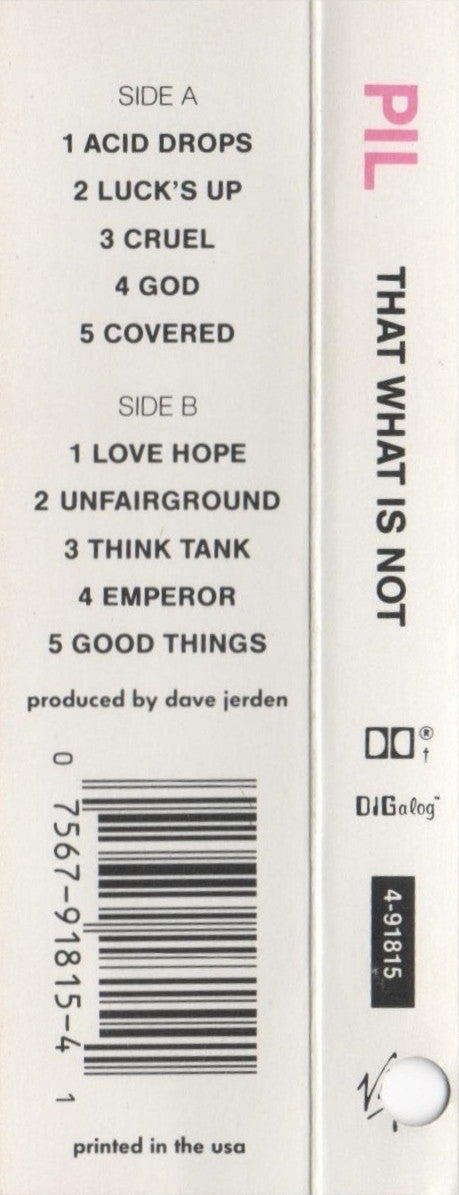 SIDE A
1 ACID DROPS
2 LUCK'S UP
3 CRUEL
4 GOD
5 COVERED
SIDE B
1 LOVE HOPE
2 UNFAIRGROUND
3 THINK TANK
4 EMPEROR
5 GOOD THINGS
produced by dave jerden
0 7567-91815-4 1
printed in the usa
PIL
THAT WHAT IS NOT
®
†
DIGalog™
4-91815